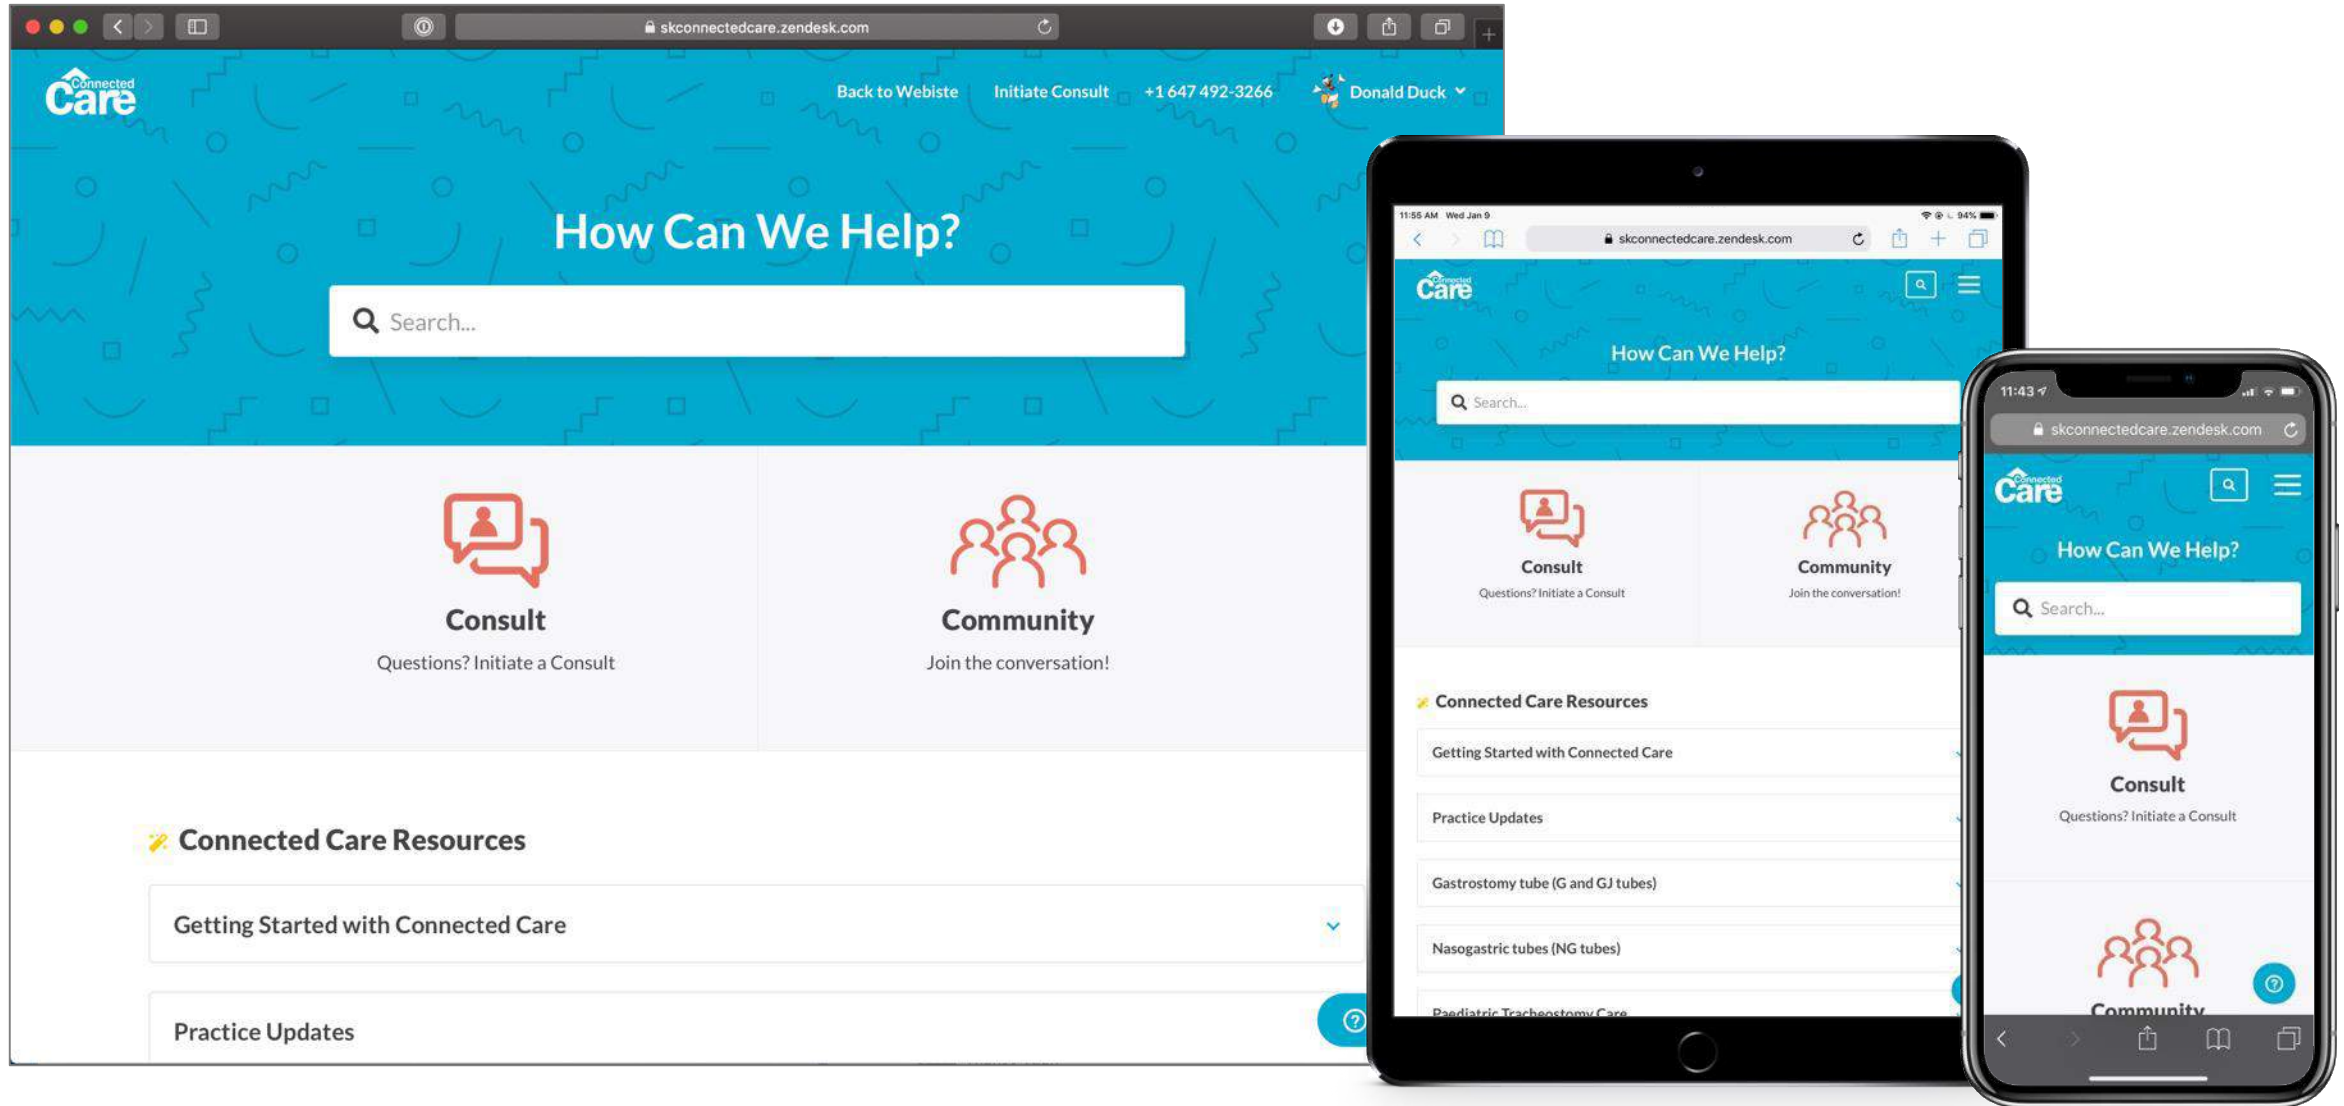 skconnectedcare.zendesk.com
Connected
Care
Back to Webiste
Initiate Consult
+1 647 492-3266
Donald Duck
How Can We Help?
Search...
Consult
Questions? Initiate a Consult
Community
Join the conversation!
Connected Care Resources
Getting Started with Connected Care
Practice Updates
11:55 AM Wed Jan 9
94%
skconnectedcare.zendesk.com
Connected
Care
How Can We Help?
Search...
Consult
Questions? Initiate a Consult
Community
Join the conversation!
Connected Care Resources
Getting Started with Connected Care
Practice Updates
Gastrostomy tube (G and GJ tubes)
Nasogastric tubes (NG tubes)
Paediatric Tracheostomy Care
11:43
skconnectedcare.zendesk.com
Connected
Care
How Can We Help?
Search...
Consult
Questions? Initiate a Consult
Community